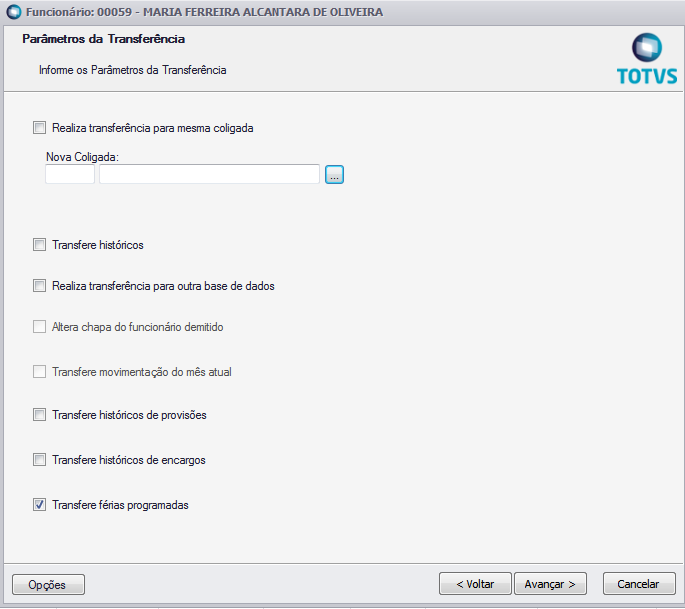 Funcionário: 00059 - MARIA FERREIRA ALCANTARA DE OLIVEIRA
Parâmetros da Transferência
Informe os Parâmetros da Transferência
TOTVS
Realiza transferência para mesma coligada
Nova Coligada:
...
Transfere históricos
Realiza transferência para outra base de dados
Altera chapa do funcionário demitido
Transfere movimentação do mês atual
Transfere históricos de provisões
Transfere históricos de encargos
Transfere férias programadas
Opções
< Voltar
Avançar >
Cancelar